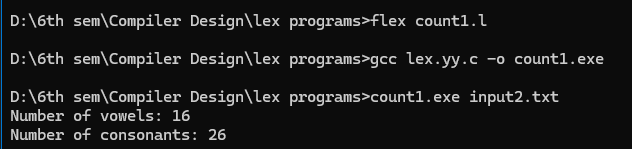 D:\6th sem\Compiler Design\lex programs>flex count1.l
D:\6th sem\Compiler Design\lex programs>gcc lex.yy.c -o count1.exe
D:\6th sem\Compiler Design\lex programs>count1.exe input2.txt
Number of vowels: 16
Number of consonants: 26